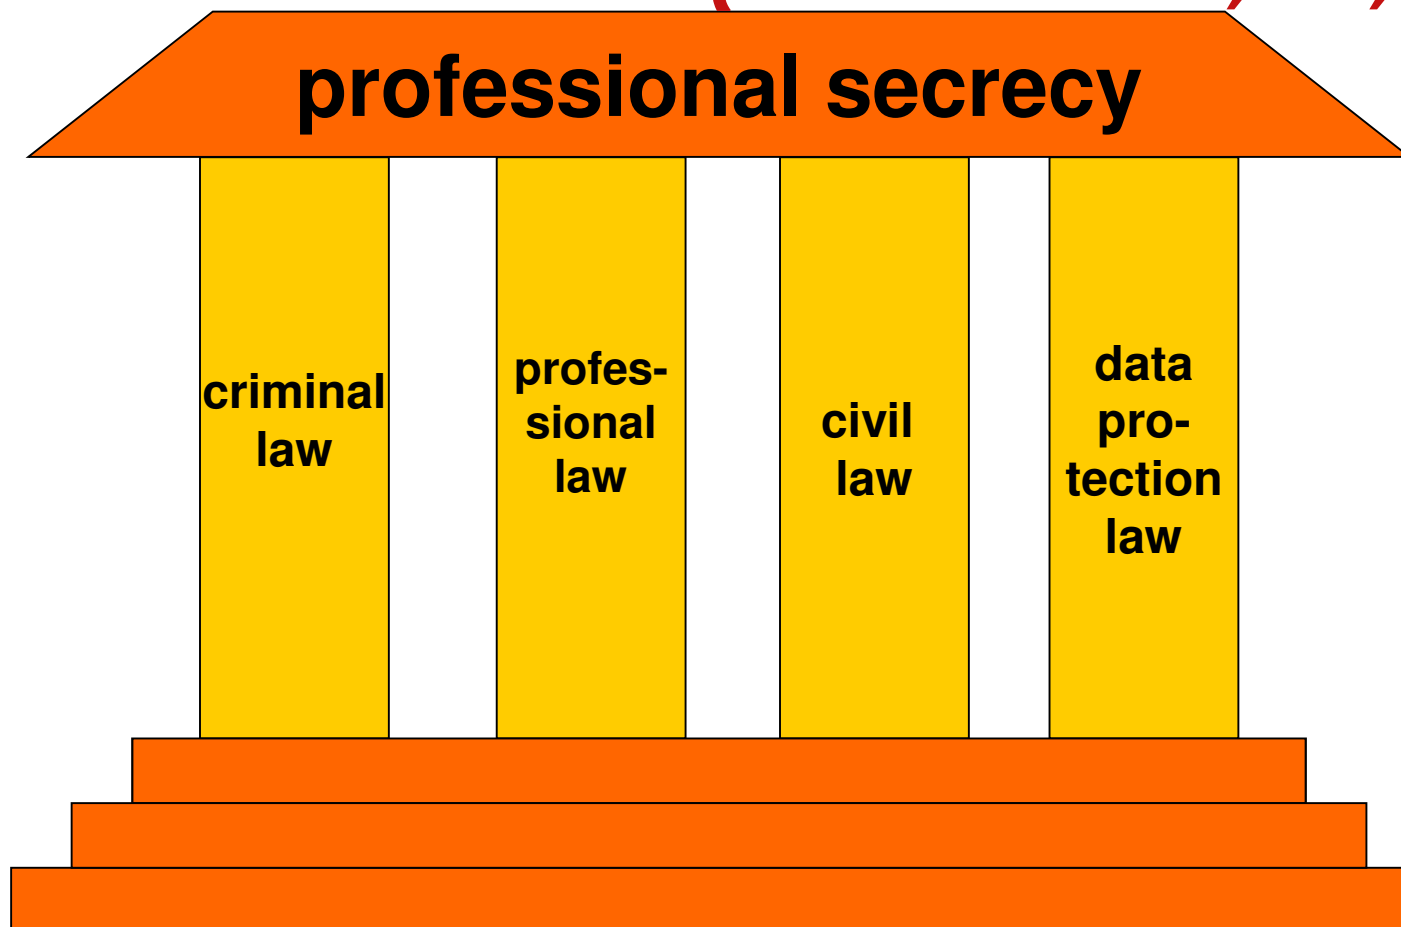 professional secrecy
criminal
law
profes-
sional
law
civil
law
data
pro-
tection
law